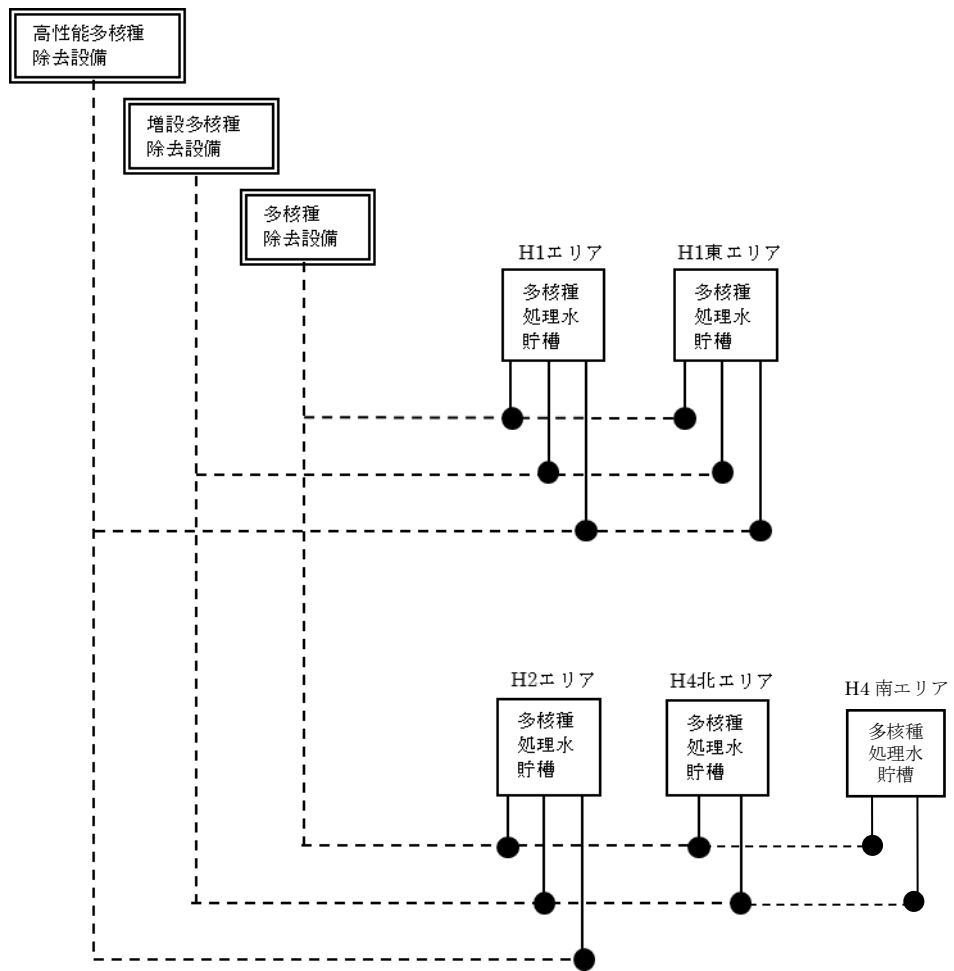 高性能多核種
除去設備
増設多核種
除去設備
多核種
除去設備
H1エリア
多核種
処理水
貯槽
H1東エリア
多核種
処理水
貯槽
H2エリア
多核種
処理水
貯槽
H4北エリア
多核種
処理水
貯槽
H4 南エリア
多核種
処理水
貯槽